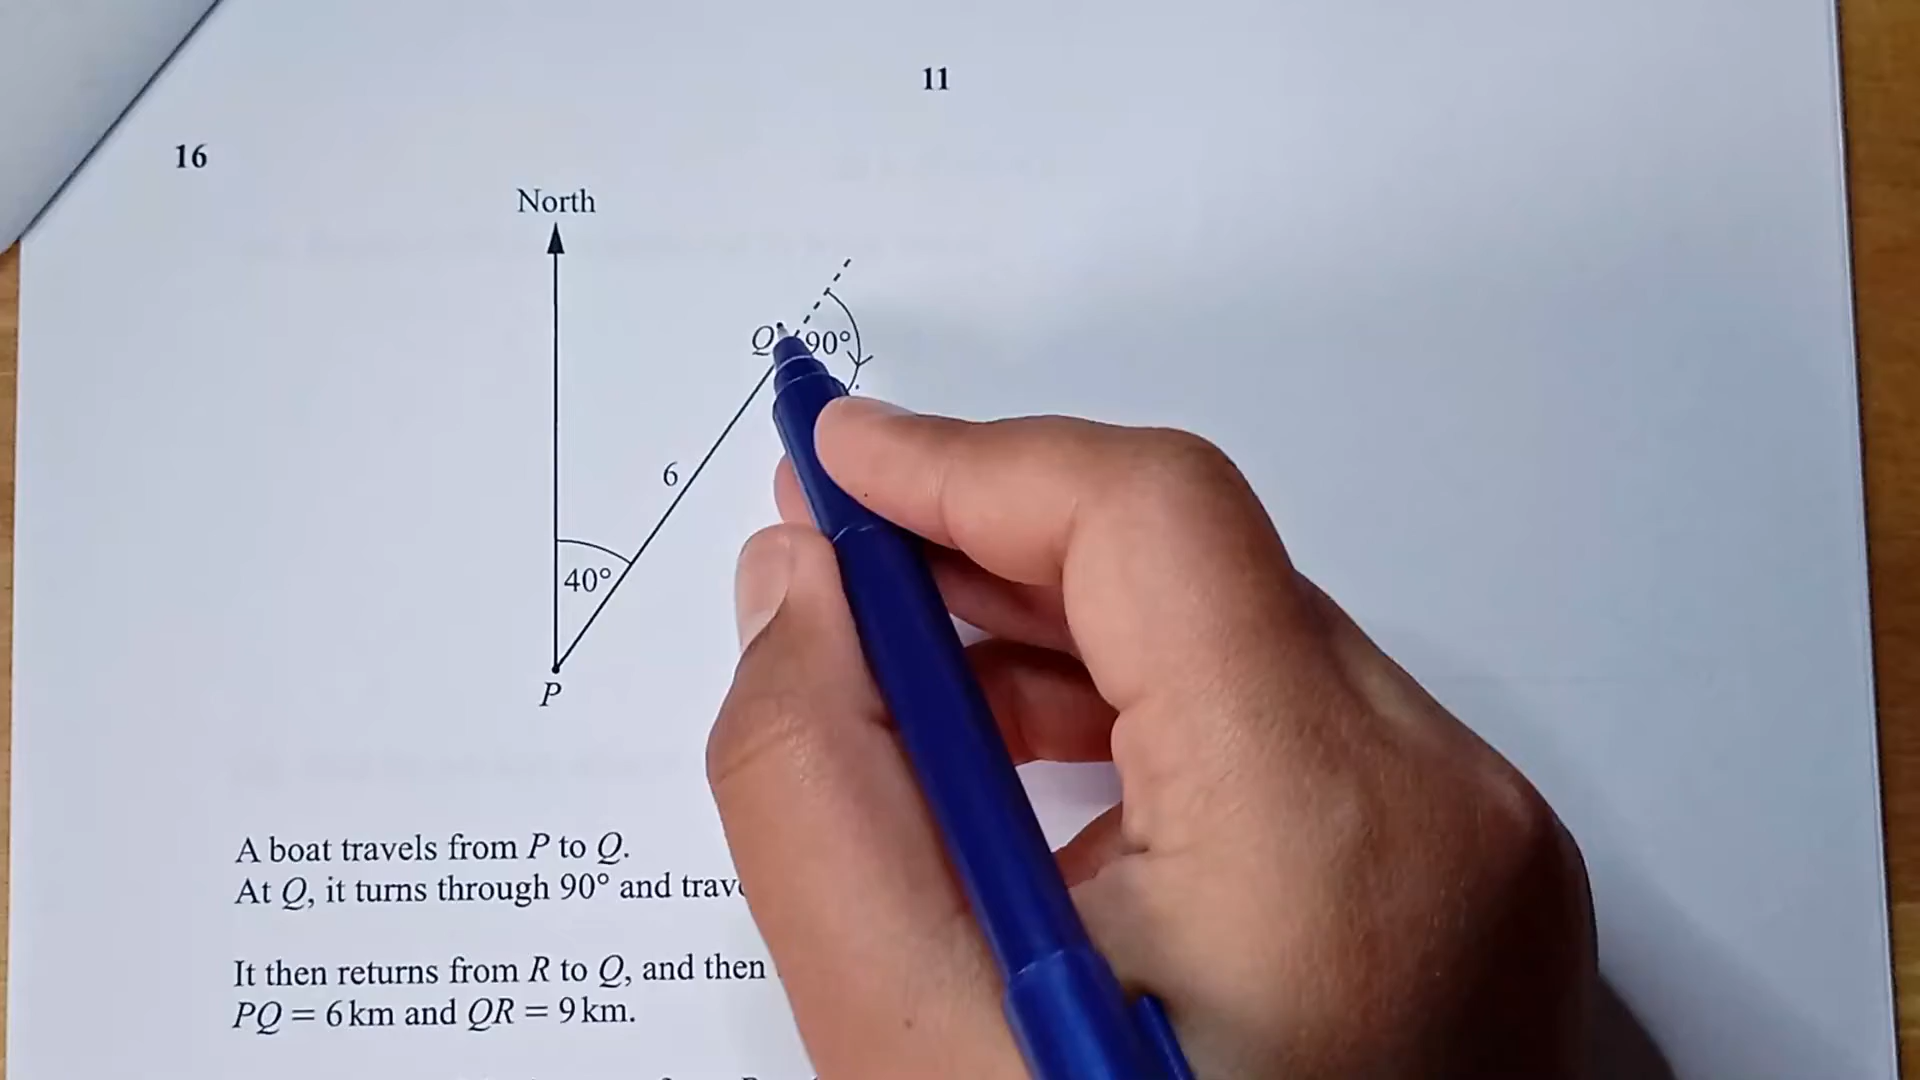 11
16
North
Q 90°
6
40°
P
A boat travels from P to Q.
At Q, it turns through 90° and
It then returns from R to Q, and then
PQ = 6 km and QR = 9 km.